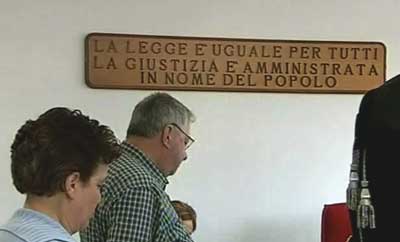 LA LEGGE E' UGUALE PER TUTTI
LA GIUSTIZIA E' AMMINISTRATA
IN NOME DEL POPOLO